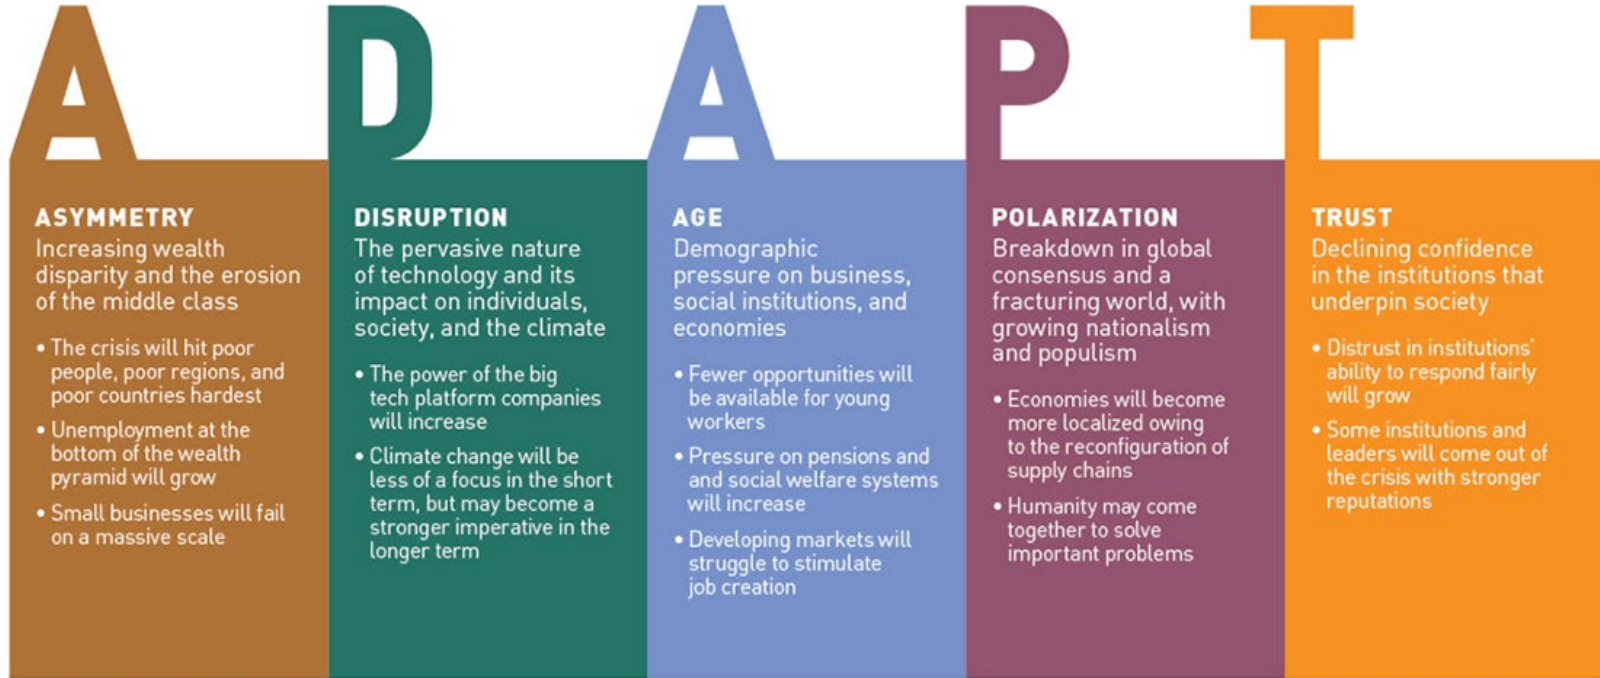 A
ASYMMETRY
Increasing wealth
disparity and the erosion
of the middle class
• The crisis will hit poor
people, poor regions, and
poor countries hardest
• Unemployment at the
bottom of the wealth
pyramid will grow
• Small businesses will fail
on a massive scale
D
DISRUPTION
The pervasive nature
of technology and its
impact on individuals,
society, and the climate
• The power of the big
tech platform companies
will increase
• Climate change will be
less of a focus in the short
term, but may become a
stronger imperative in the
longer term
A
AGE
Demographic
pressure on business,
social institutions, and
economies
• Fewer opportunities will
be available for young
workers
• Pressure on pensions and
and social welfare systems
will increase
• Developing markets will
struggle to stimulate
job creation
P
POLARIZATION
Breakdown in global
consensus and a
fracturing world, with
growing nationalism
and populism
• Economies will become
more localized owing
to the reconfiguration of
supply chains
• Humanity may come
together to solve
important problems
T
TRUST
Declining confidence
in the institutions that
underpin society
• Distrust in institutions'
ability to respond fairly
will grow
• Some institutions and
leaders will come out of
the crisis with stronger
reputations